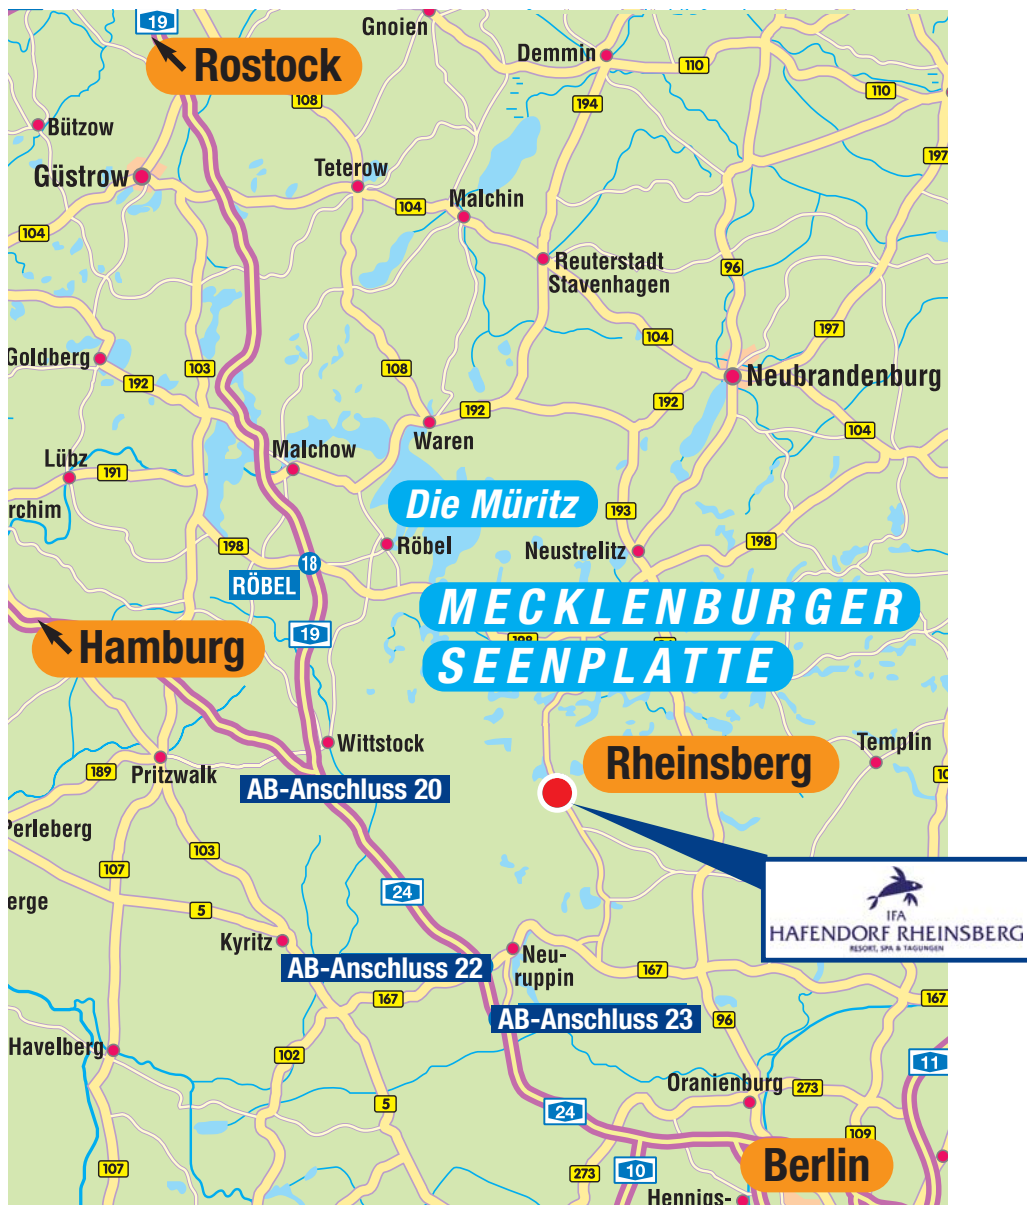 19
Gnoien
Rostock
Demmin
110
110
108
194
Bützow
197
Güstrow
Teterow
Malchin
104
104
Reuterstadt
Stavenhagen
96
104
197
Goldberg
192
103
108
192
192
Neubrandenburg
Waren
104
Lübz
191
Malchow
rchim
Die Müritz
193
198
Röbel
Neustrelitz
198
18
RÖBEL
MECKLENBURGER
19
198
Hamburg
SEENPLATTE
Wittstock
Templin
Rheinsberg
189
Pritzwalk
10
AB-Anschluss 20
Perleberg
103
107
24
erge
5
IFA
HAFENDORF RHEINSBERG
RESORT, SPA & TAGUNGEN
Kyritz
Neu-
ruppin
AB-Anschluss 22
167
167
167
AB-Anschluss 23
96
Havelberg
102
11
Oranienburg
273
5
24
109
107
273
10
Berlin
Hennigs-